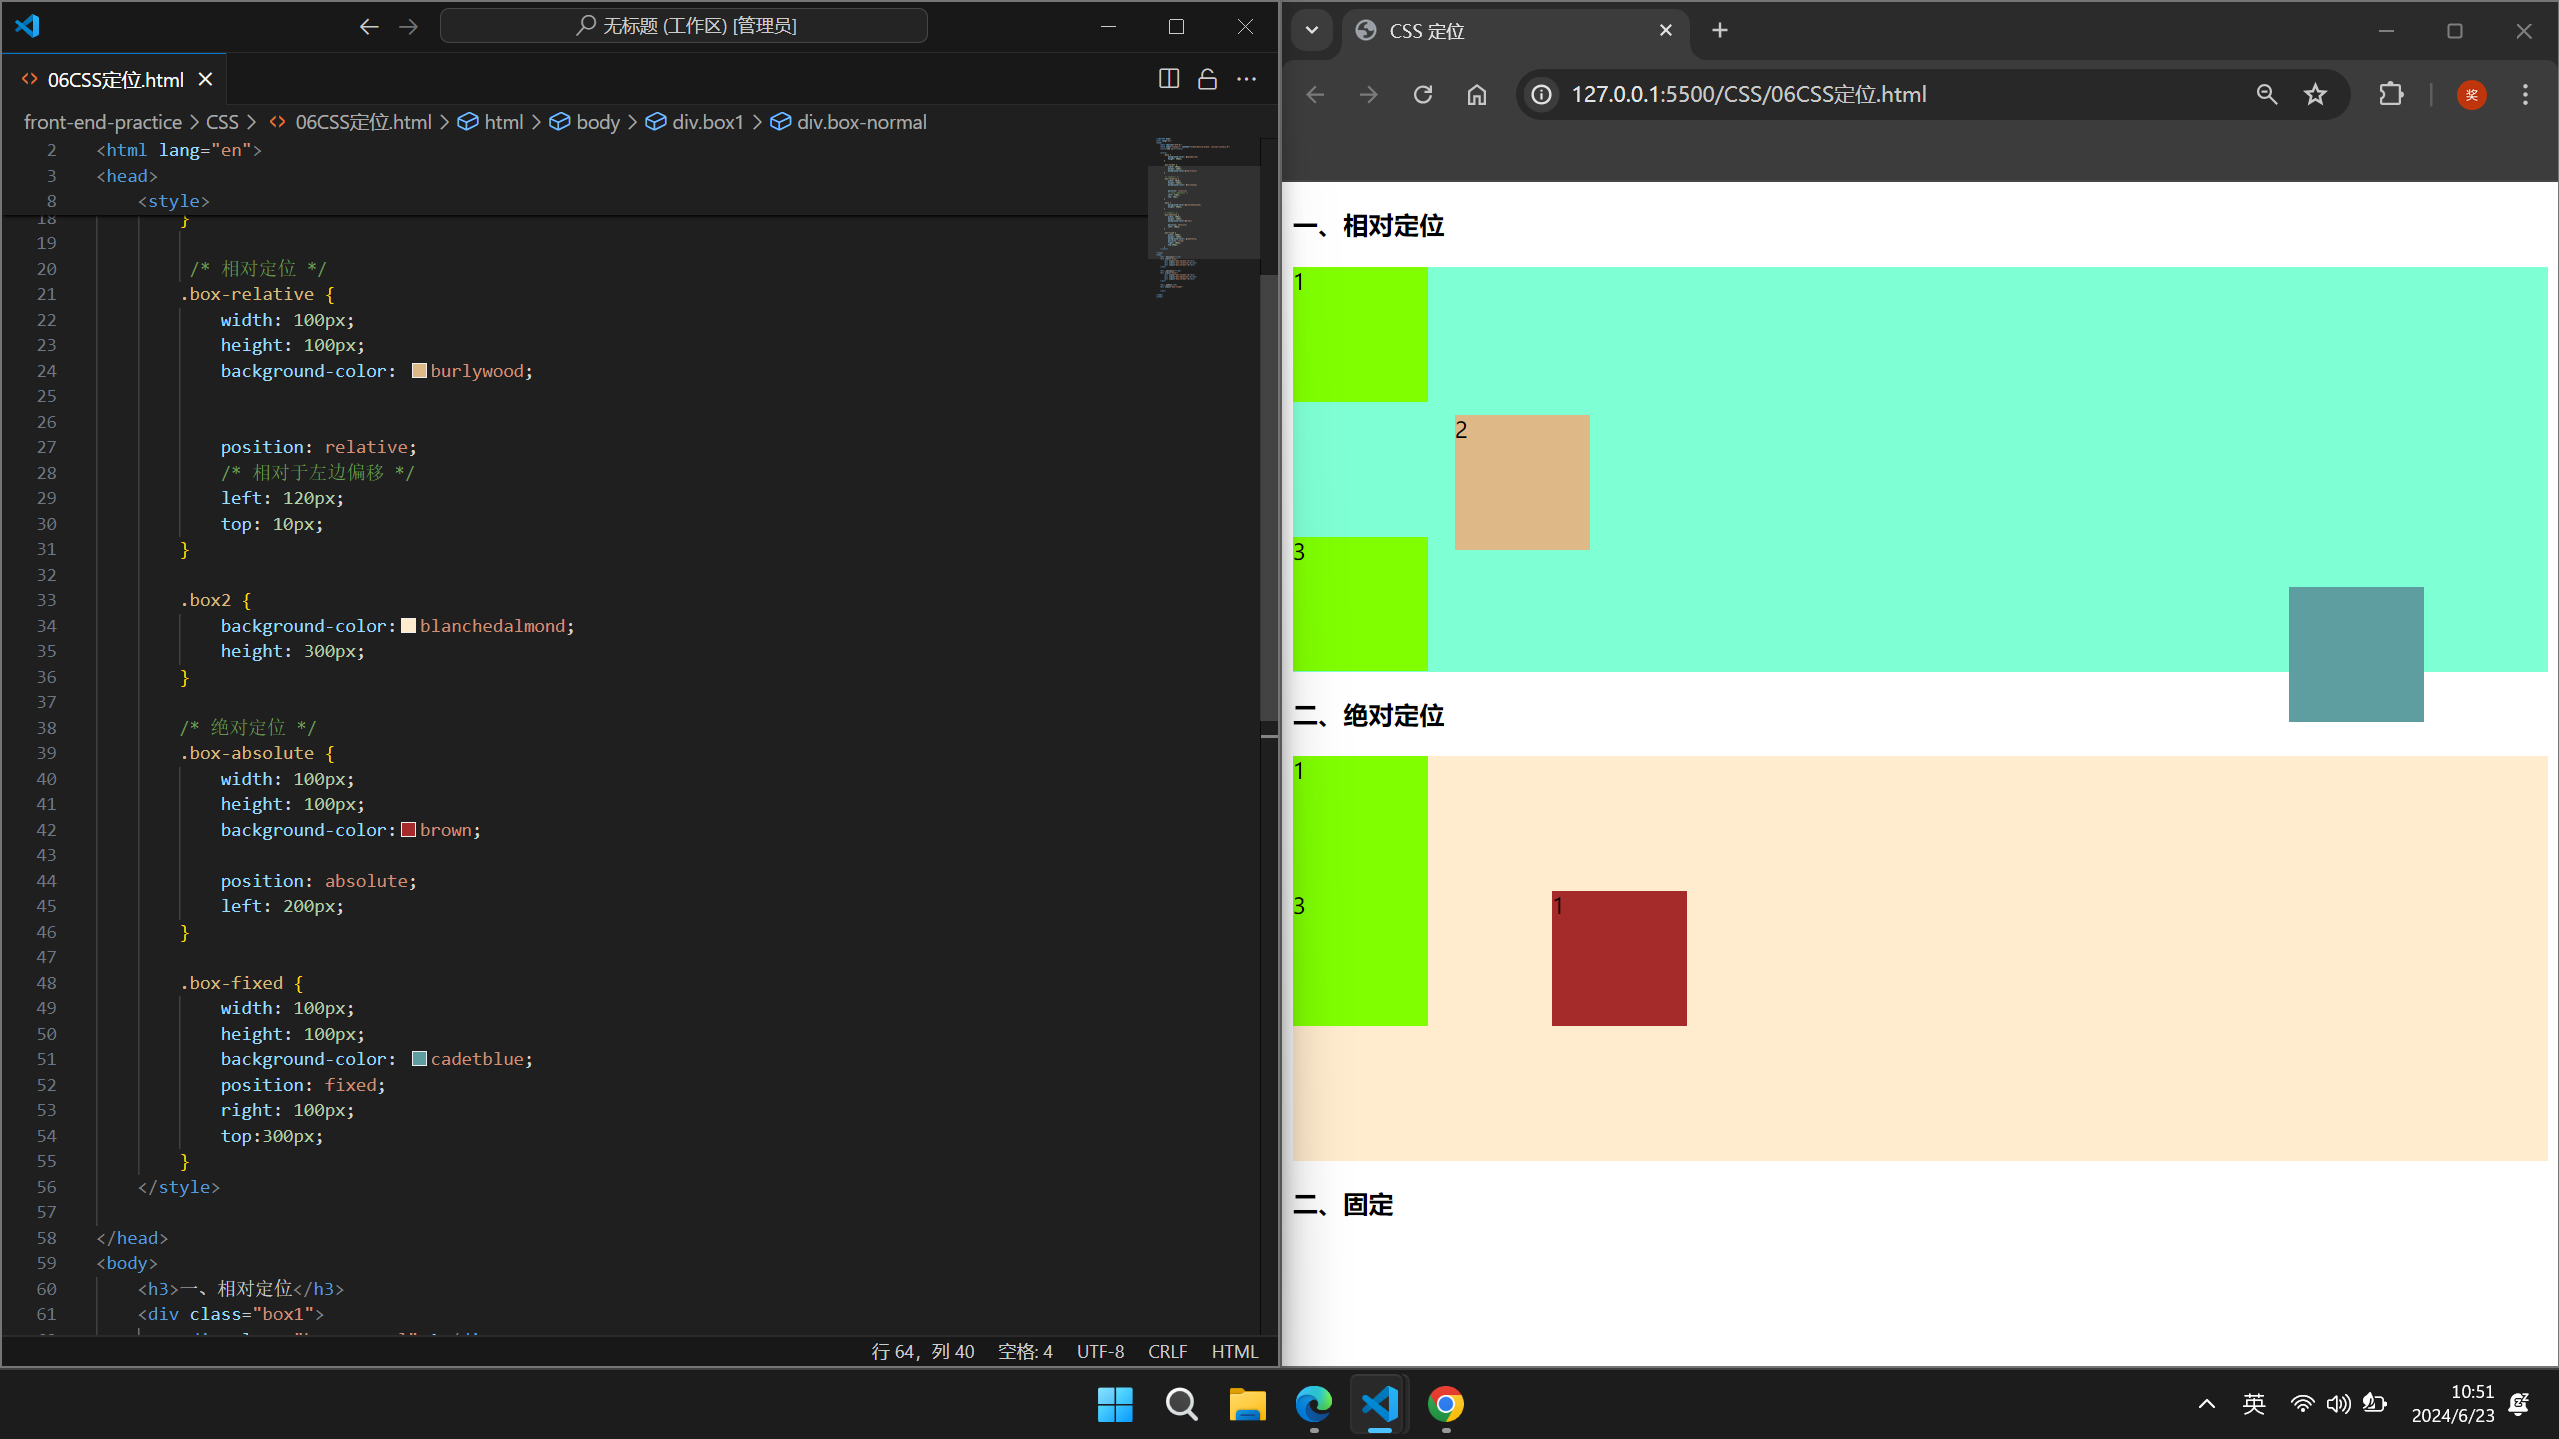 无标题 (工作区) [管理员]
06CSS定位.html
front-end-practice > CSS > 06CSS定位.html > html > body > div.box1 > div.box-normal
2 <html lang="en">
3 <head>
8 <style>
18 }
19
20 /* 相对定位 */
21 .box-relative {
22 width: 100px;
23 height: 100px;
24 background-color: burlywood;
25
26
27 position: relative;
28 /* 相对于左边偏移 */
29 left: 120px;
30 top: 10px;
31 }
32
33 .box2 {
34 background-color: blanchedalmond;
35 height: 300px;
36 }
37
38 /* 绝对定位 */
39 .box-absolute {
40 width: 100px;
41 height: 100px;
42 background-color: brown;
43
44 position: absolute;
45 left: 200px;
46 }
47
48 .box-fixed {
49 width: 100px;
50 height: 100px;
51 background-color: cadetblue;
52 position: fixed;
53 right: 100px;
54 top:300px;
55 }
56 </style>
57
58 </head>
59 <body>
60 <h3>一、相对定位</h3>
61 <div class="box1">
行 64，列 40 空格: 4 UTF-8 CRLF HTML
CSS 定位
127.0.0.1:5500/CSS/06CSS定位.html
奖
一、相对定位
1
2
3
二、绝对定位
1
3
1
二、固定
英
10:51
2024/6/23